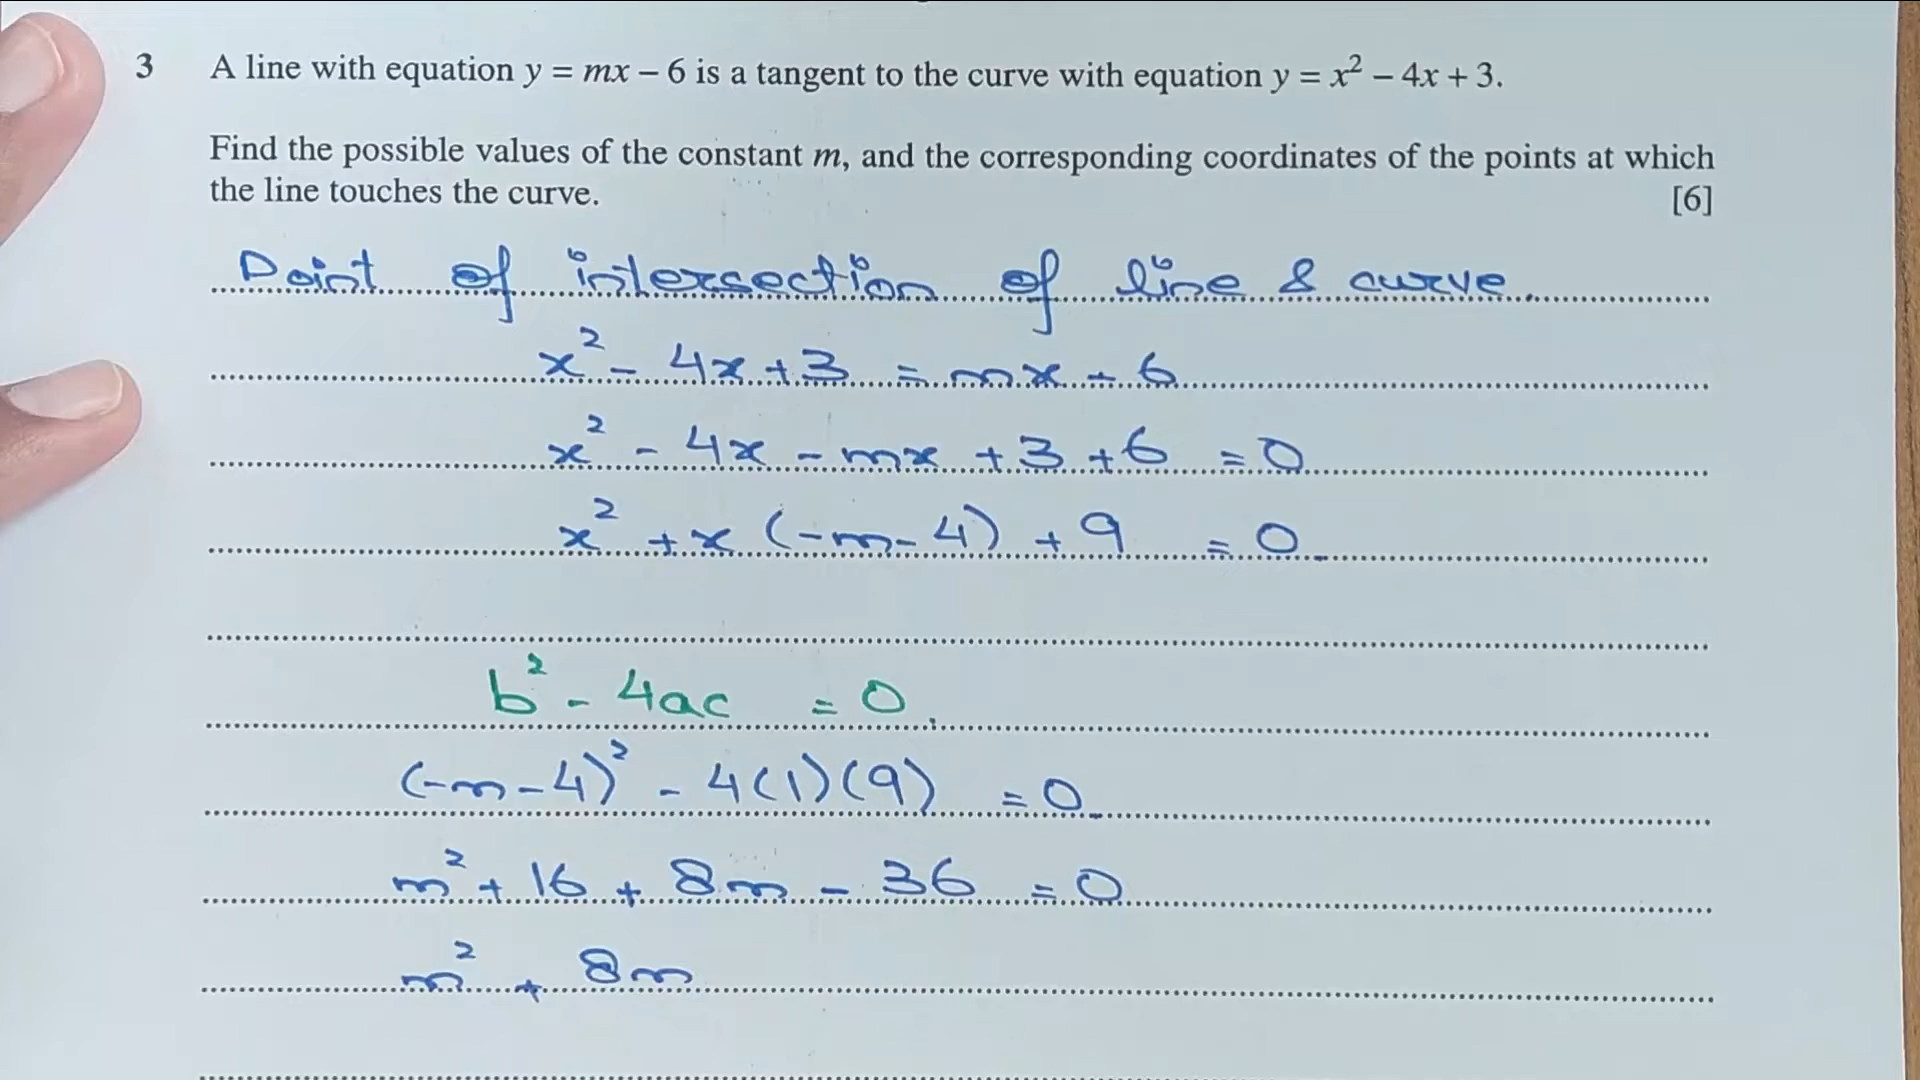 3 A line with equation y = mx – 6 is a tangent to the curve with equation y = x² – 4x + 3.
Find the possible values of the constant m, and the corresponding coordinates of the points at which
the line touches the curve. [6]
Point of intersection of line & curve
x² - 4x + 3 = mx - 6
x² - 4x - mx + 3 + 6 = 0
x² + x (-m - 4) + 9 = 0
b² - 4ac = 0
(-m - 4)² - 4(1)(9) = 0
m² + 16 + 8m - 36 = 0
m² + 8m